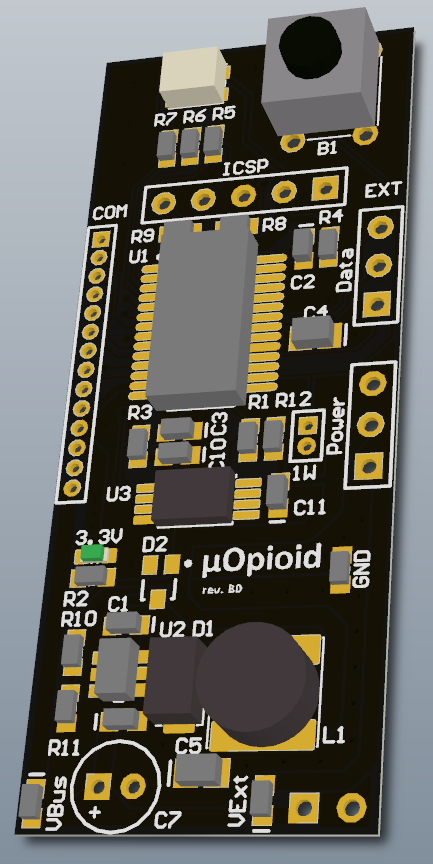 R7 R6 R5
B1
ICSP
EXT
COM
R9
R8
R4
U1
Data
C2
C4
R3
C3
R1 R12
C10
Power
1W
U3
C11
3.3V
D2
µOpioid
rev. B0
GND
R2
C1
R10
U2 D1
L1
R11
C5
VBus
+
C7
VExt